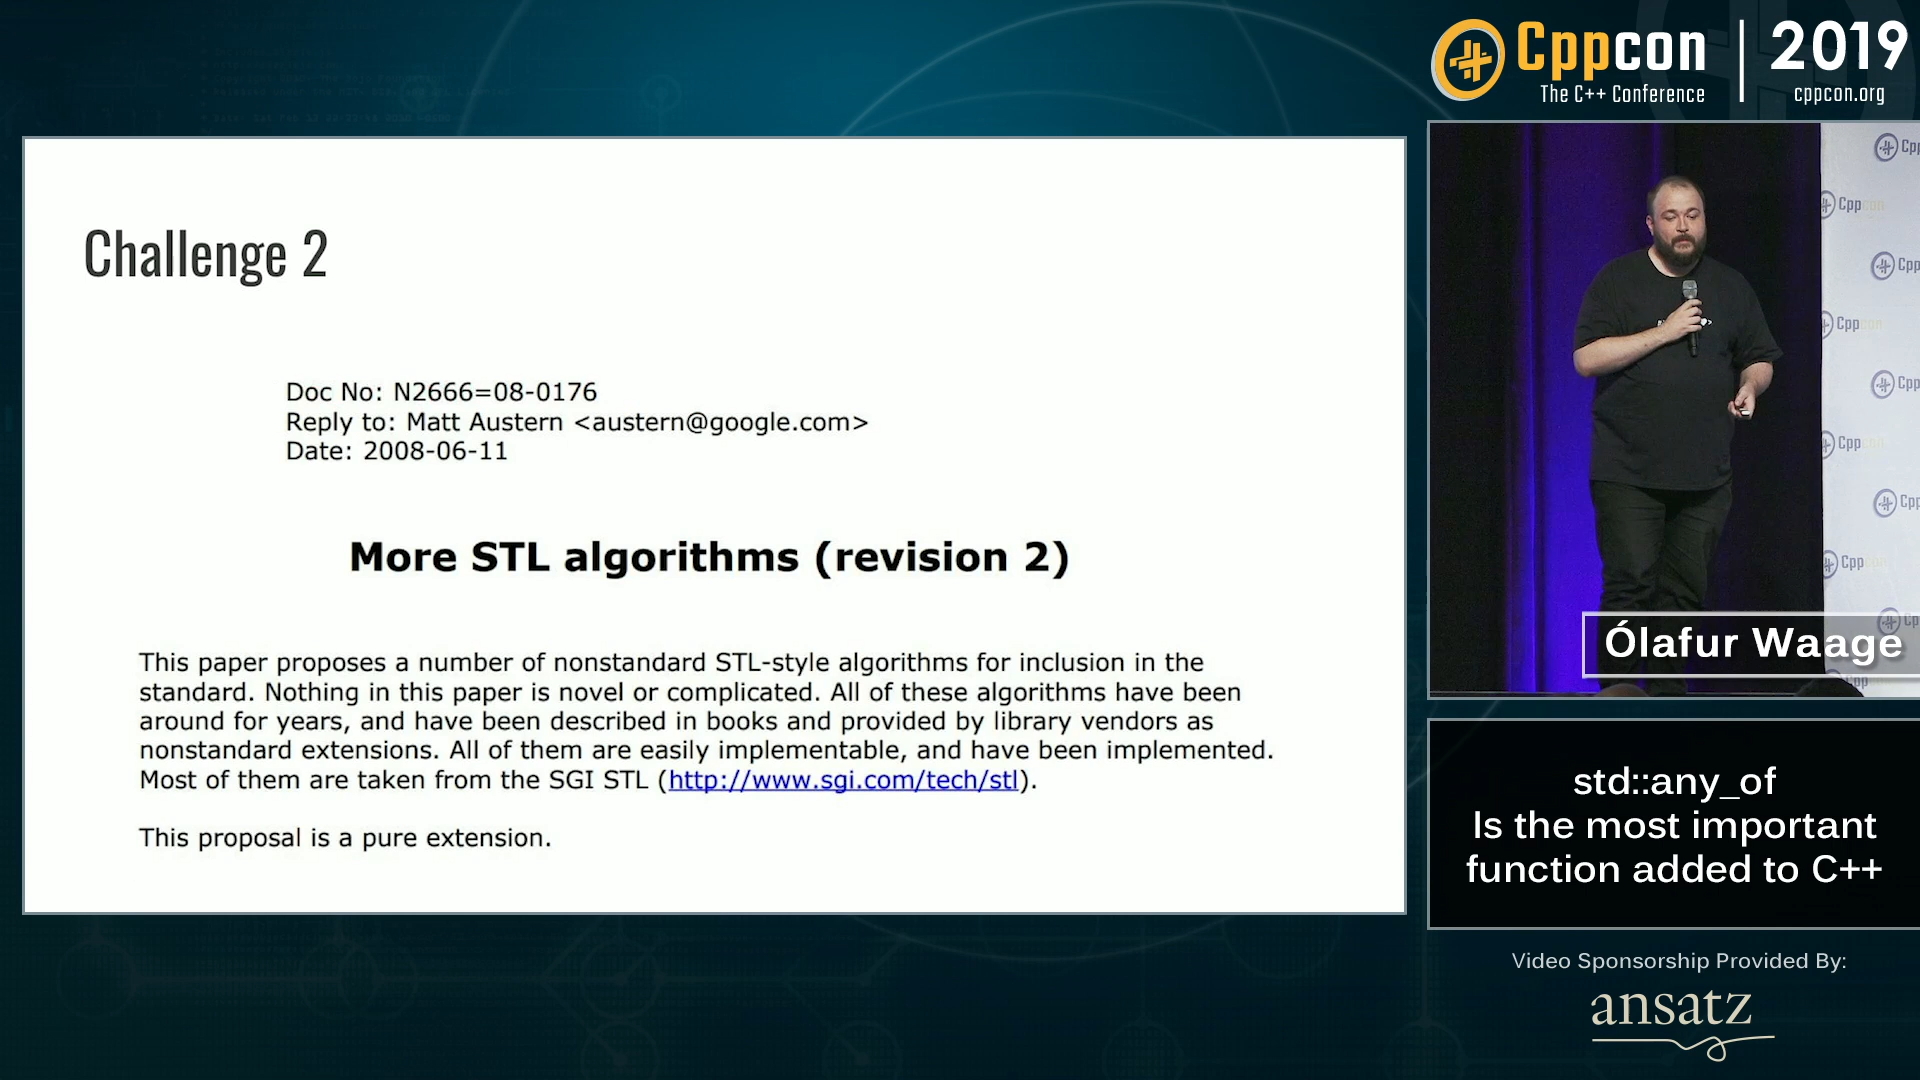 Cppcon
The C++ Conference
2019
cppcon.org
Challenge 2
Doc No: N2666=08-0176
Reply to: Matt Austern <austern@google.com>
Date: 2008-06-11
More STL algorithms (revision 2)
This paper proposes a number of nonstandard STL-style algorithms for inclusion in the
standard. Nothing in this paper is novel or complicated. All of these algorithms have been
around for years, and have been described in books and provided by library vendors as
nonstandard extensions. All of them are easily implementable, and have been implemented.
Most of them are taken from the SGI STL (http://www.sgi.com/tech/stl).
This proposal is a pure extension.
Ólafur Waage
std::any_of
Is the most important
function added to C++
Video Sponsorship Provided By:
ansatz